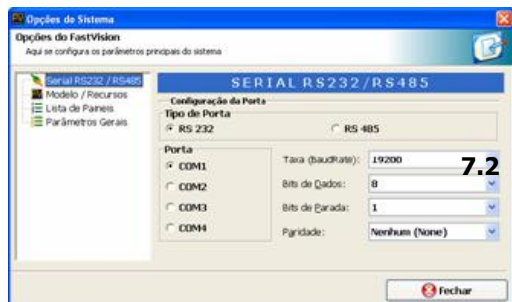 Opções do Sistema
Opções do FastVision
Aqui se configura os parâmetros principais do sistema
Serial RS232 / RS485
Modelo / Recursos
Lista de Paineis
Parâmetros Gerais
SERIAL RS232/RS485
Configuração da Porta
Tipo de Porta
RS 232
RS 485
Porta
COM1
COM2
COM3
COM4
Taxa (baudRate): 19200
7.2
Bits de Dados: 8
Bits de Parada: 1
Paridade: Nenhum (None)
Fechar